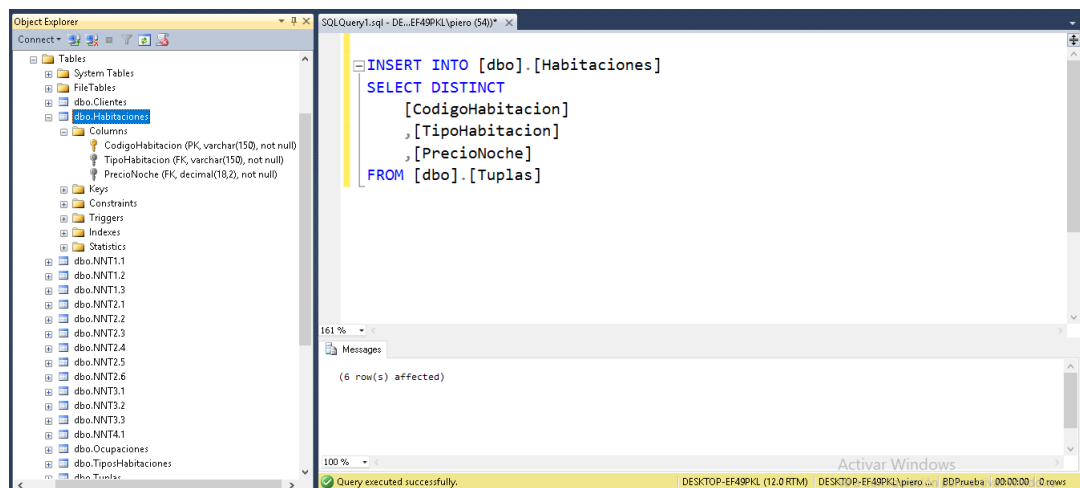 Object Explorer
Connect
Tables
System Tables
FileTables
dbo.Clientes
dbo.Habitaciones
Columns
CodigoHabitacion (PK, varchar(150), not null)
TipoHabitacion (FK, varchar(150), not null)
PrecioNoche (FK, decimal(18,2), not null)
Keys
Constraints
Triggers
Indexes
Statistics
dbo.NNT1.1
dbo.NNT1.2
dbo.NNT1.3
dbo.NNT2.1
dbo.NNT2.2
dbo.NNT2.3
dbo.NNT2.4
dbo.NNT2.5
dbo.NNT2.6
dbo.NNT3.1
dbo.NNT3.2
dbo.NNT3.3
dbo.NNT4.1
dbo.Ocupaciones
dbo.TiposHabitaciones
dbo.Tuplas
SQLQuery1.sql - DE...EF49PKL\piero (54))*
INSERT INTO [dbo].[Habitaciones]
SELECT DISTINCT
[CodigoHabitacion]
,[TipoHabitacion]
,[PrecioNoche]
FROM [dbo].[Tuplas]
161 %
Messages
(6 row(s) affected)
100 %
Activar Windows
Query executed successfully.
DESKTOP-EF49PKL (12.0 RTM) DESKTOP-EF49PKL\piero ... BDPrueba 00:00:00 0 rows